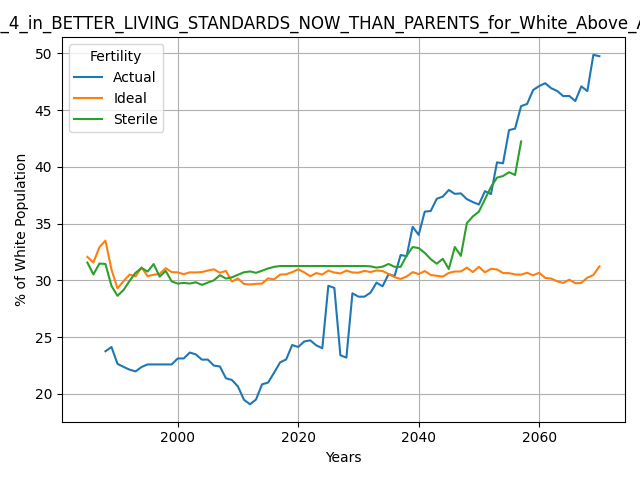 _4_in_BETTER_LIVING_STANDARDS_NOW_THAN_PARENTS_for_White_Above_
Fertility
Actual
Ideal
Sterile
% of White Population
50
45
40
35
30
25
20
2000 2020 2040 2060
Years